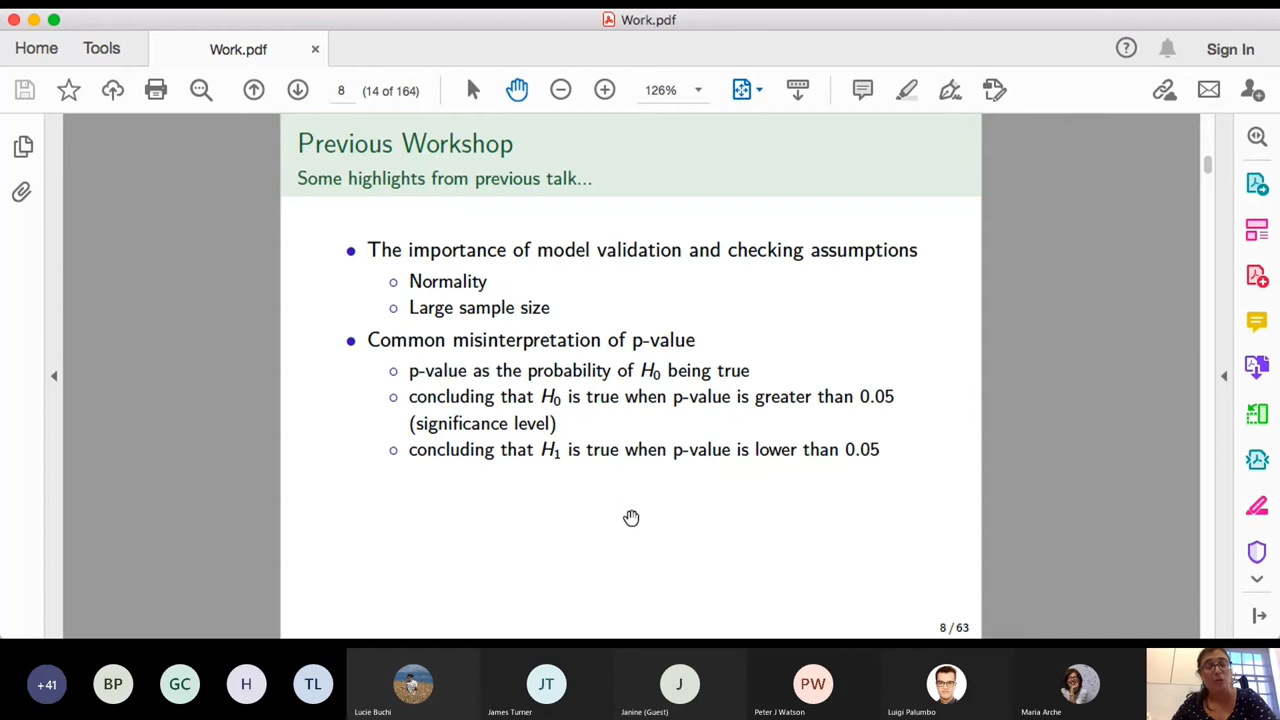 Work.pdf
Home Tools Work.pdf × Sign In
8 (14 of 164) 126%
Previous Workshop
Some highlights from previous talk...
• The importance of model validation and checking assumptions
○ Normality
○ Large sample size
• Common misinterpretation of p-value
○ p-value as the probability of H₀ being true
○ concluding that H₀ is true when p-value is greater than 0.05
(significance level)
○ concluding that H₁ is true when p-value is lower than 0.05
8 / 63
+41 BP GC H TL JT J PW
Lucie Buchi James Turner Janine (Guest) Peter J Watson Luigi Palumbo Maria Arche